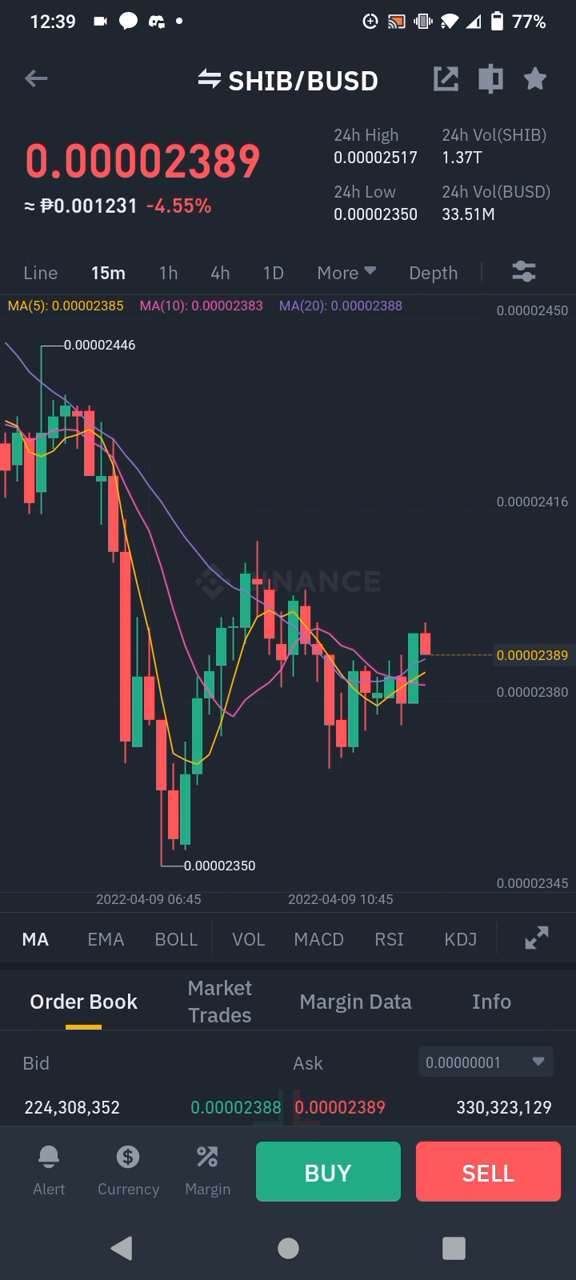 12:39 77%
SHIB/BUSD
0.00002389
≈ ₱0.001231 -4.55%
24h High 24h Vol(SHIB)
0.00002517 1.37T
24h Low 24h Vol(BUSD)
0.00002350 33.51M
Line 15m 1h 4h 1D More Depth
MA(5): 0.00002385 MA(10): 0.00002383 MA(20): 0.00002388
0.00002450
0.00002446
0.00002416
BINANCE
0.00002389
0.00002380
0.00002350
0.00002345
2022-04-09 06:45 2022-04-09 10:45
MA EMA BOLL VOL MACD RSI KDJ
Order Book Market Trades Margin Data Info
Bid Ask 0.00000001
224,308,352 0.00002388 0.00002389 330,323,129
Alert Currency Margin BUY SELL